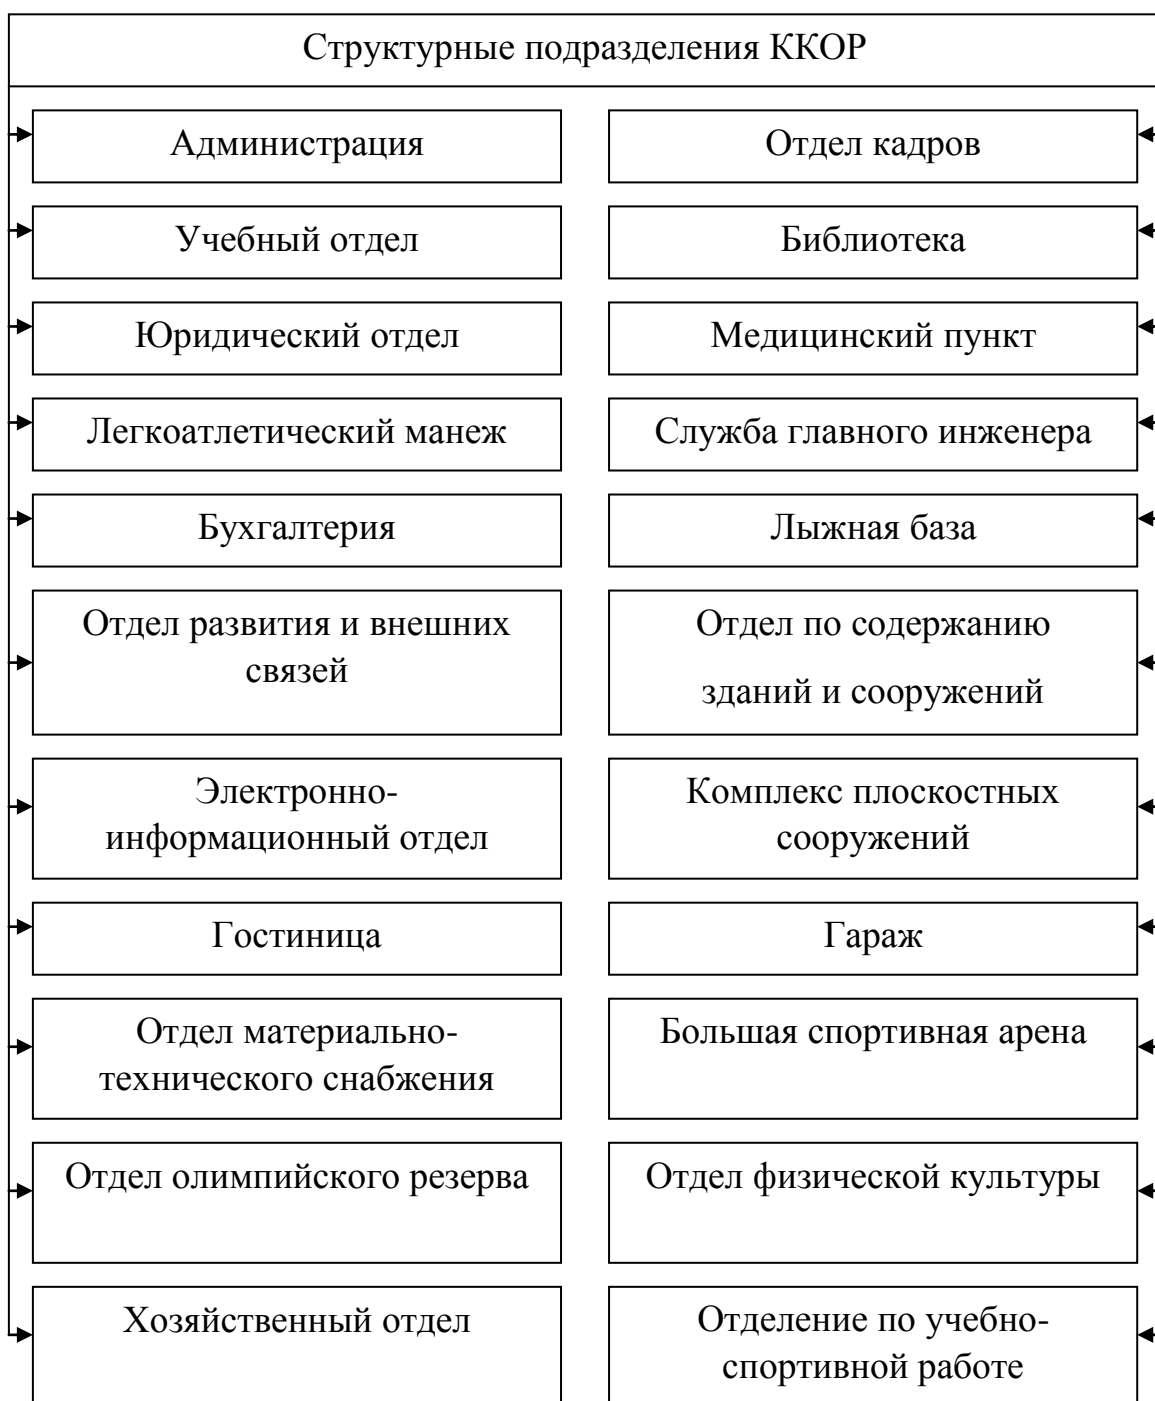 Структурные подразделения ККОР
Администрация
Отдел кадров
Учебный отдел
Библиотека
Юридический отдел
Медицинский пункт
Легкоатлетический манеж
Служба главного инженера
Бухгалтерия
Лыжная база
Отдел развития и внешних
связей
Отдел по содержанию
зданий и сооружений
Электронно-
информационный отдел
Комплекс плоскостных
сооружений
Гостиница
Гараж
Отдел материально-
технического снабжения
Большая спортивная арена
Отдел олимпийского резерва
Отдел физической культуры
Хозяйственный отдел
Отделение по учебно-
спортивной работе